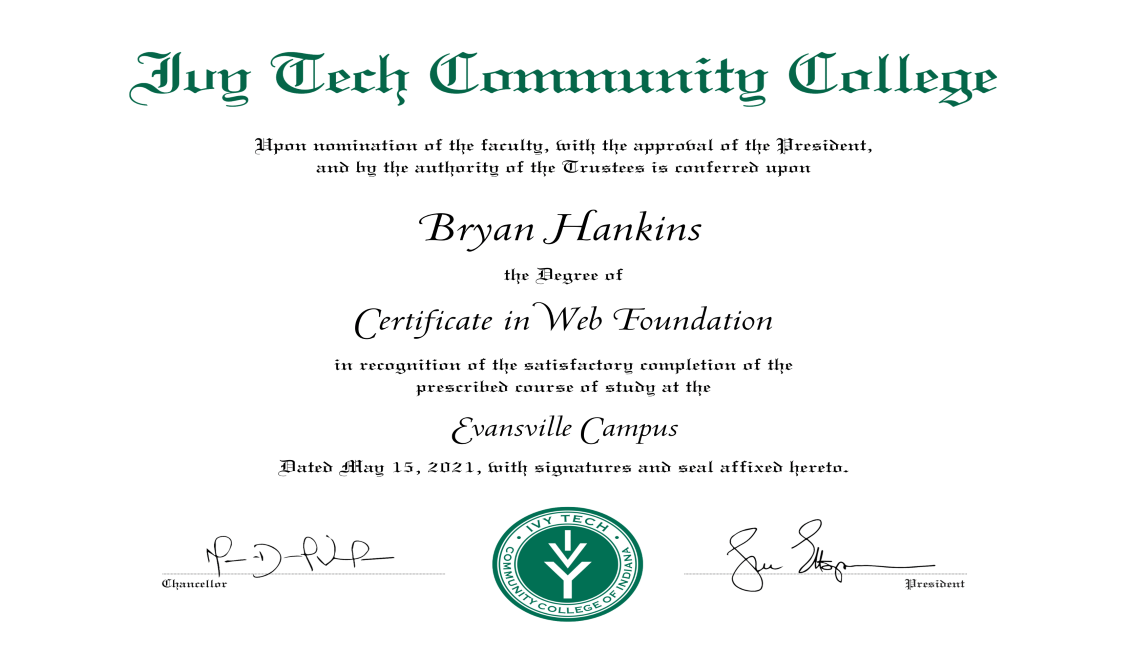 Ivy Tech Community College
Upon nomination of the faculty, with the approval of the President,
and by the authority of the Trustees is conferred upon
Bryan Hankins
the Degree of
Certificate in Web Foundation
in recognition of the satisfactory completion of the
prescribed course of study at the
Evansville Campus
Dated May 15, 2021, with signatures and seal affixed hereto.
IVY TECH
COMMUNITY COLLEGE OF INDIANA
Chancellor
President